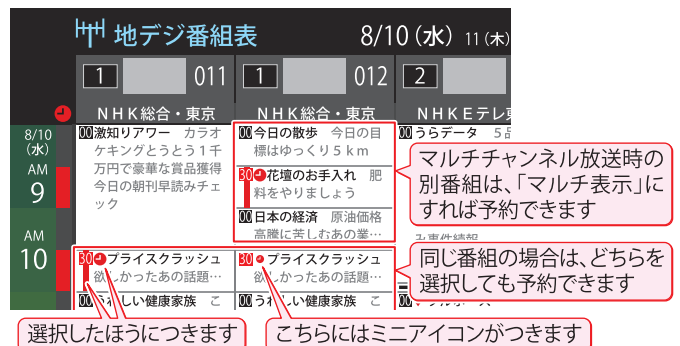 地デジ番組表 8/10(水) 11(木)
1 011 1 012 2
NHK総合・東京 NHK総合・東京 NHKEテレ東
8/10
(水)
AM
9
AM
10
00激知りアワー カラオ
ケキングとうとう1千
万円で豪華な賞品獲得
今日の朝刊早読みチェ
ック
30プライスクラッシュ
欲しかったあの話題…
00うれしい健康家族 こ
00今日の散歩 今日の目
標はゆっくり5km
30花壇のお手入れ 肥
料をやりましょう
00日本の経済 原油価格
高騰に苦しむあの業…
30プライスクラッシュ
欲しかったあの話題…
00うれしい健康家族 こ
00うらデータ 5
マルチチャンネル放送時の
別番組は、「マルチ表示」に
すれば予約できます
同じ番組の場合は、どちらを
選択しても予約できます
選択したほうにつきます
こちらにはミニアイコンがつきます